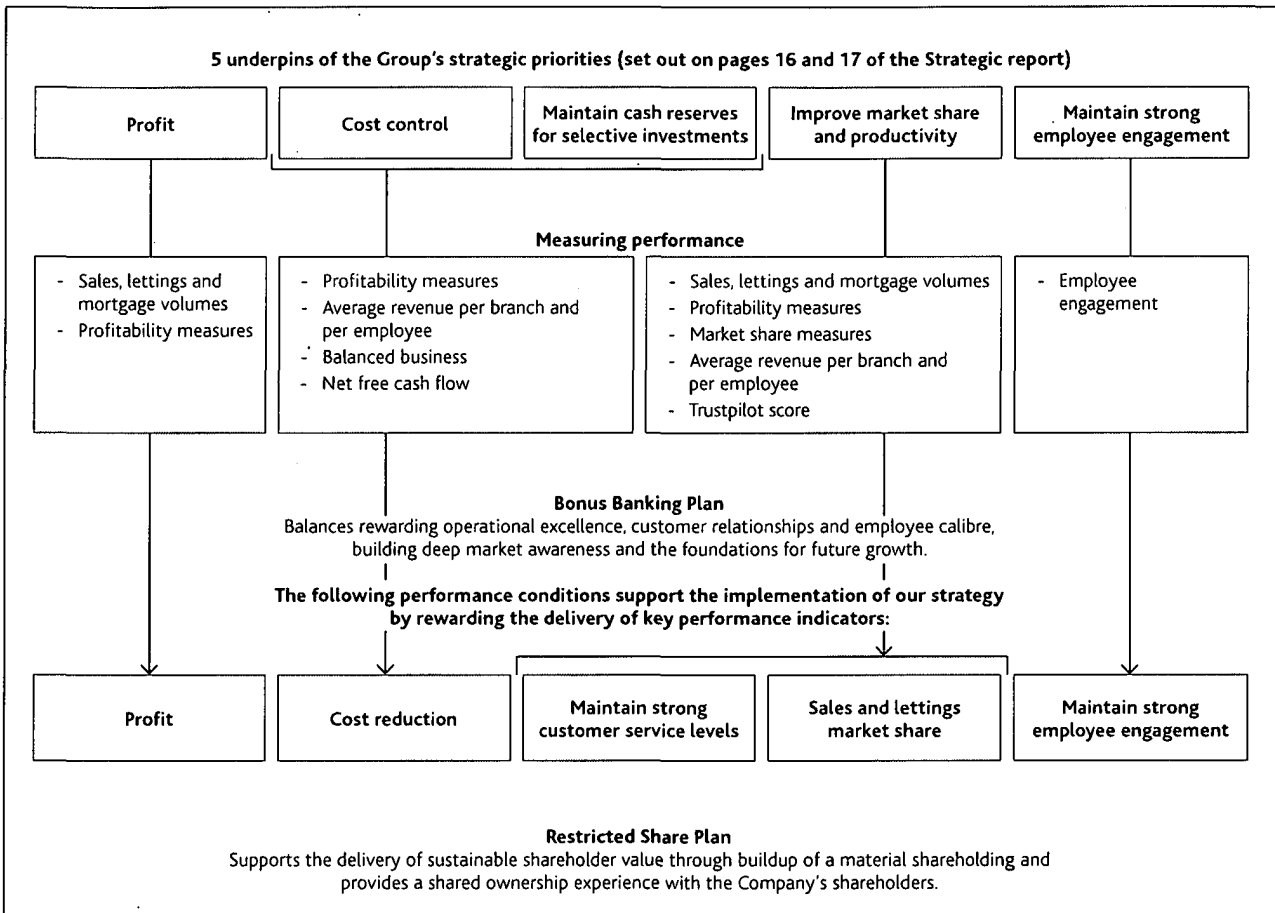 5 underpins of the Group's strategic priorities (set out on pages 16 and 17 of the Strategic report)
Profit
Cost control
Maintain cash reserves
for selective investments
Improve market share
and productivity
Maintain strong
employee engagement
Measuring performance
- Sales, lettings and
mortgage volumes
- Profitability measures
- Profitability measures
- Average revenue per branch and
per employee
- Balanced business
- Net free cash flow
- Sales, lettings and mortgage volumes
- Profitability measures
- Market share measures
- Average revenue per branch and
per employee
- Trustpilot score
- Employee
engagement
Bonus Banking Plan
Balances rewarding operational excellence, customer relationships and employee calibre,
building deep market awareness and the foundations for future growth.
The following performance conditions support the implementation of our strategy
by rewarding the delivery of key performance indicators:
Profit
Cost reduction
Maintain strong
customer service levels
Sales and lettings
market share
Maintain strong
employee engagement
Restricted Share Plan
Supports the delivery of sustainable shareholder value through buildup of a material shareholding and
provides a shared ownership experience with the Company's shareholders.